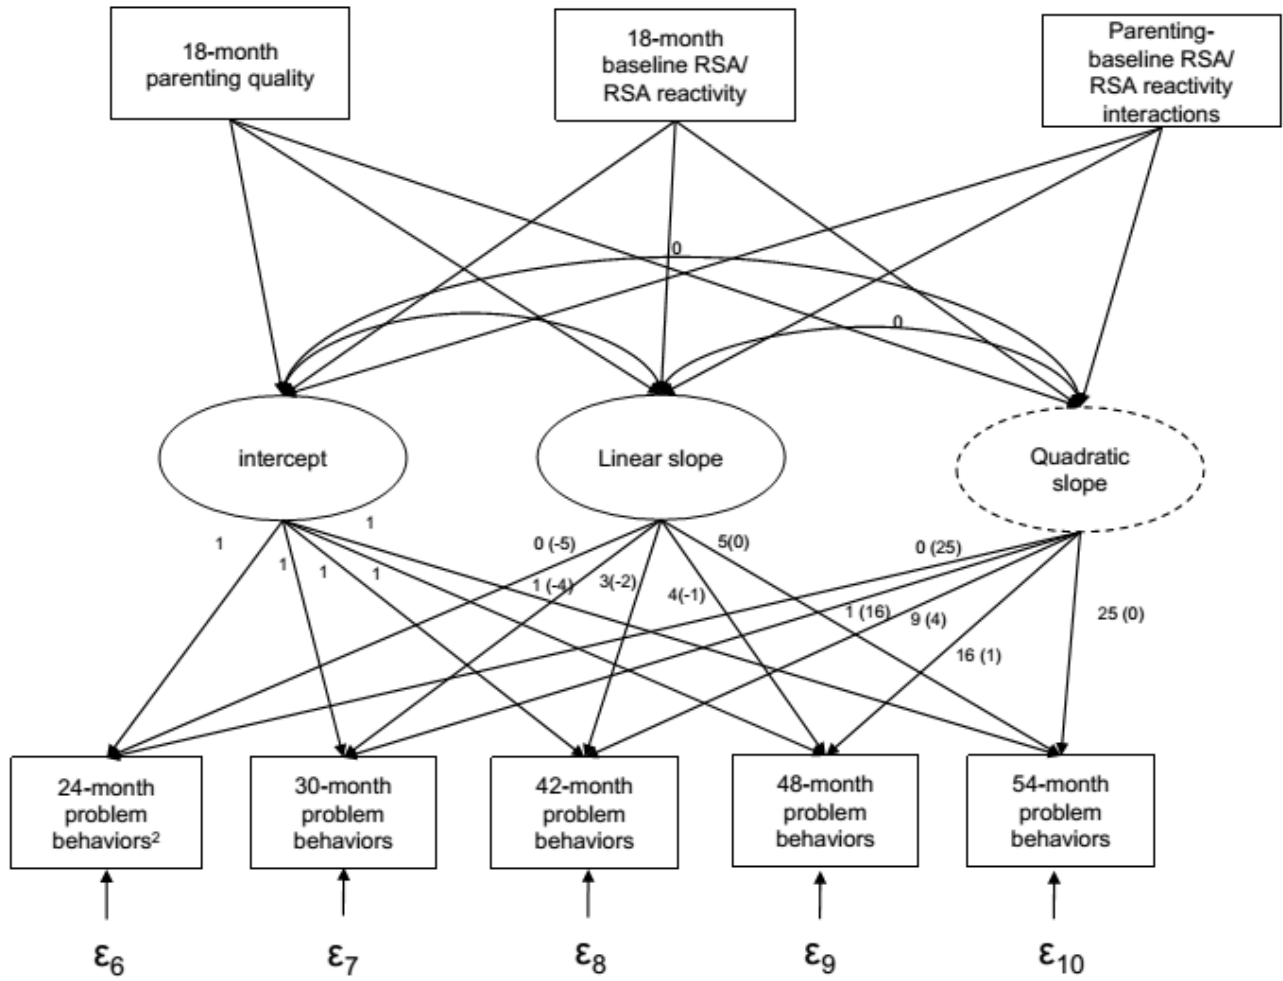 18-month
parenting quality
18-month
baseline RSA/
RSA reactivity
Parenting-
baseline RSA/
RSA reactivity
interactions
0
0
intercept
Linear slope
Quadratic
slope
1
1
1
1
1
0 (-5)
1 (-4)
3(-2)
4(-1)
5(0)
0 (25)
1 (16)
9 (4)
16 (1)
25 (0)
24-month
problem
behaviors²
30-month
problem
behaviors
42-month
problem
behaviors
48-month
problem
behaviors
54-month
problem
behaviors
ε6
ε7
ε8
ε9
ε10